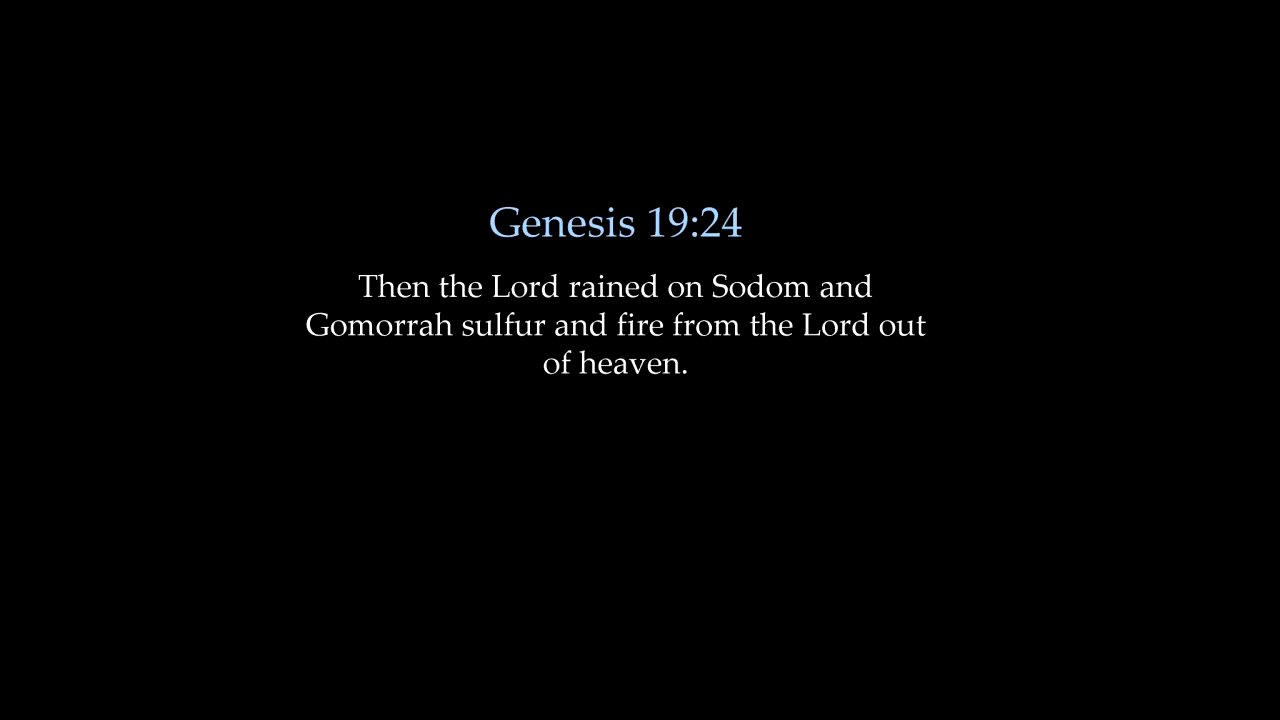 Genesis 19:24
Then the Lord rained on Sodom and
Gomorrah sulfur and fire from the Lord out
of heaven.